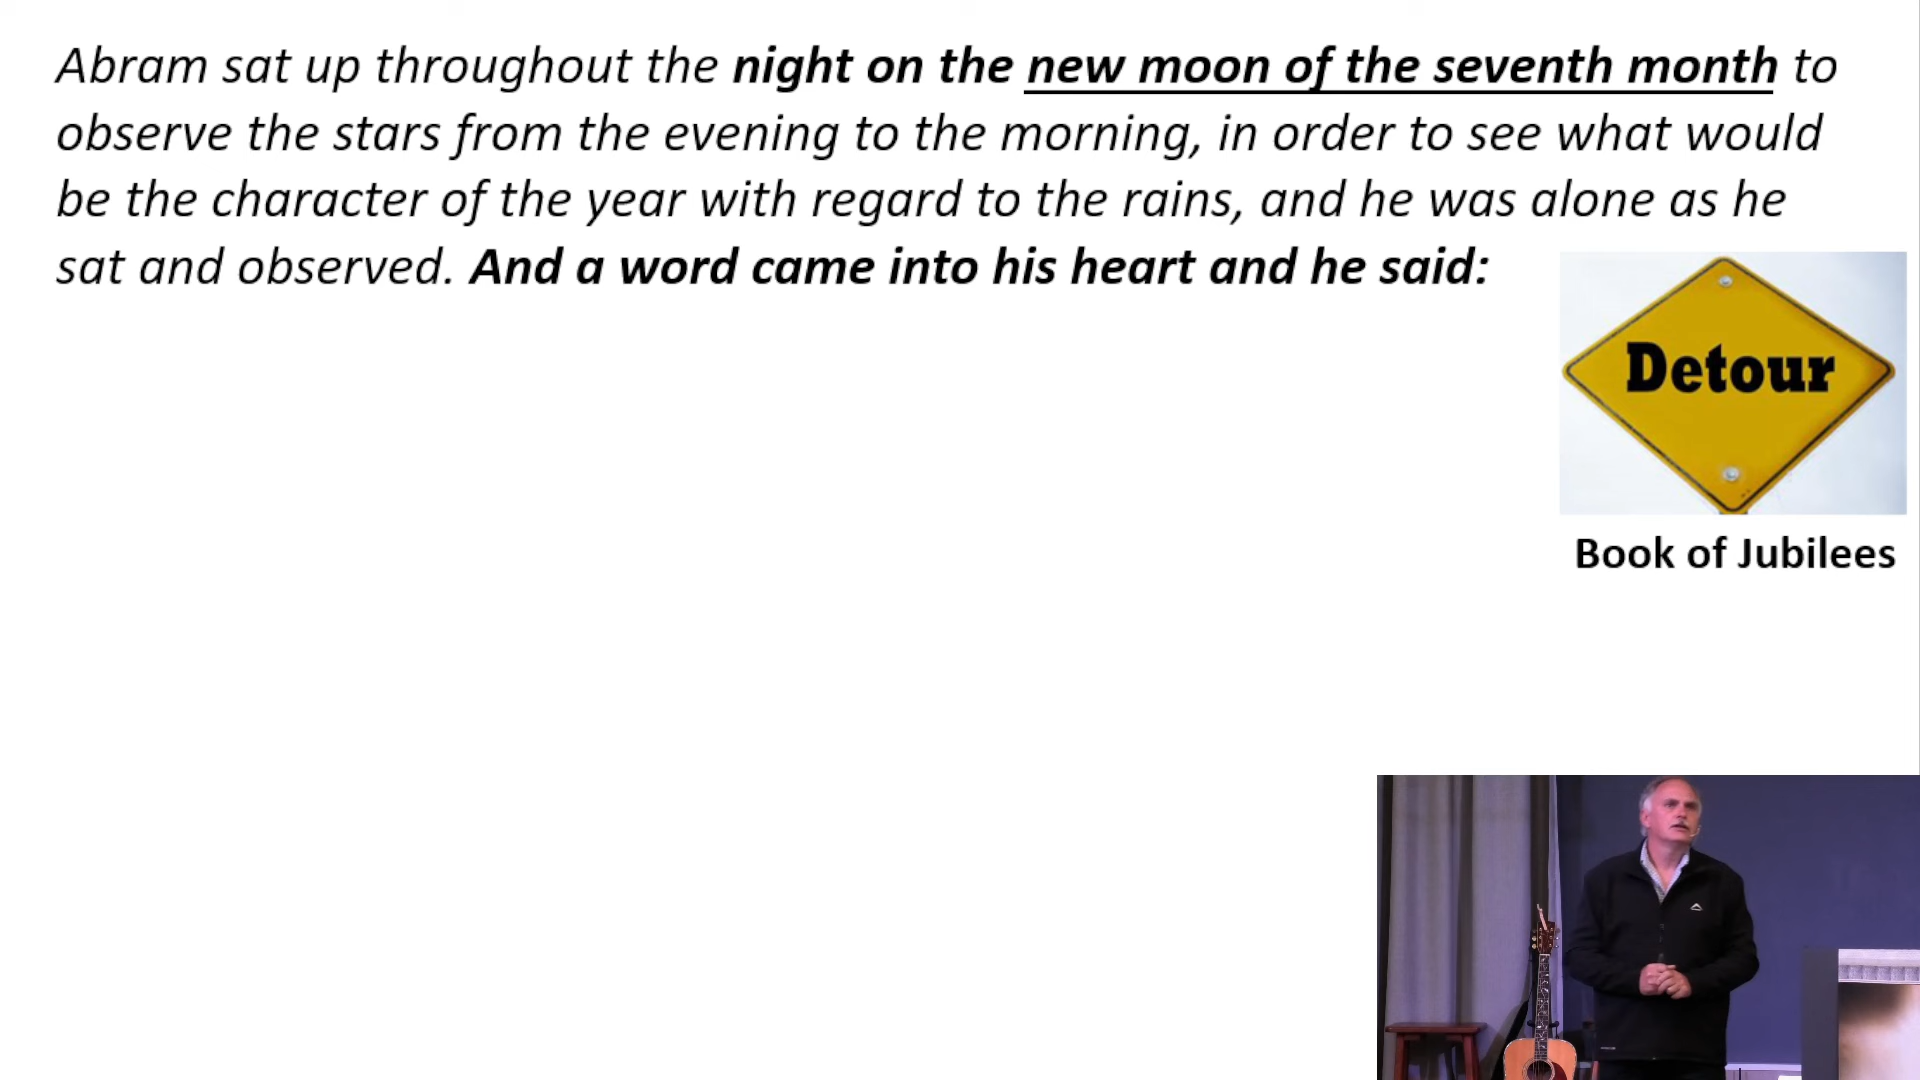 Abram sat up throughout the night on the new moon of the seventh month to
observe the stars from the evening to the morning, in order to see what would
be the character of the year with regard to the rains, and he was alone as he
sat and observed. And a word came into his heart and he said:
Detour
Book of Jubilees